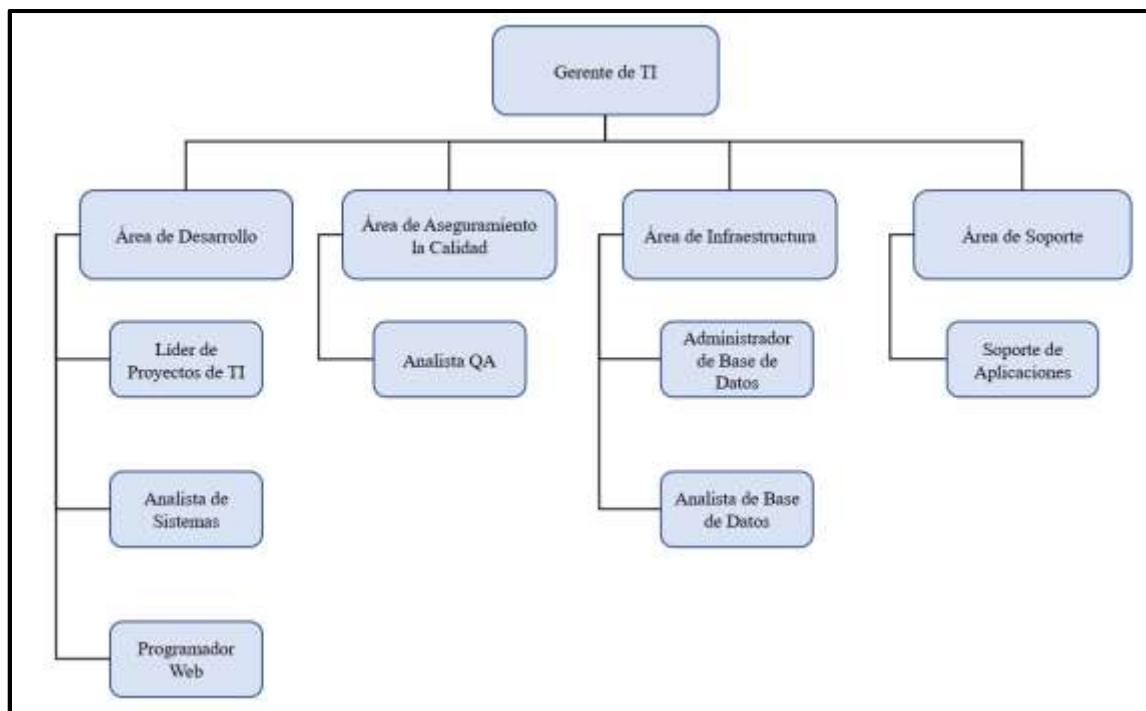 Gerente de TI
Área de Desarrollo
Área de Aseguramiento
la Calidad
Área de Infraestructura
Área de Soporte
Líder de
Proyectos de TI
Analista QA
Administrador
de Base de
Datos
Soporte de
Aplicaciones
Analista de
Sistemas
Analista de Base
de Datos
Programador
Web